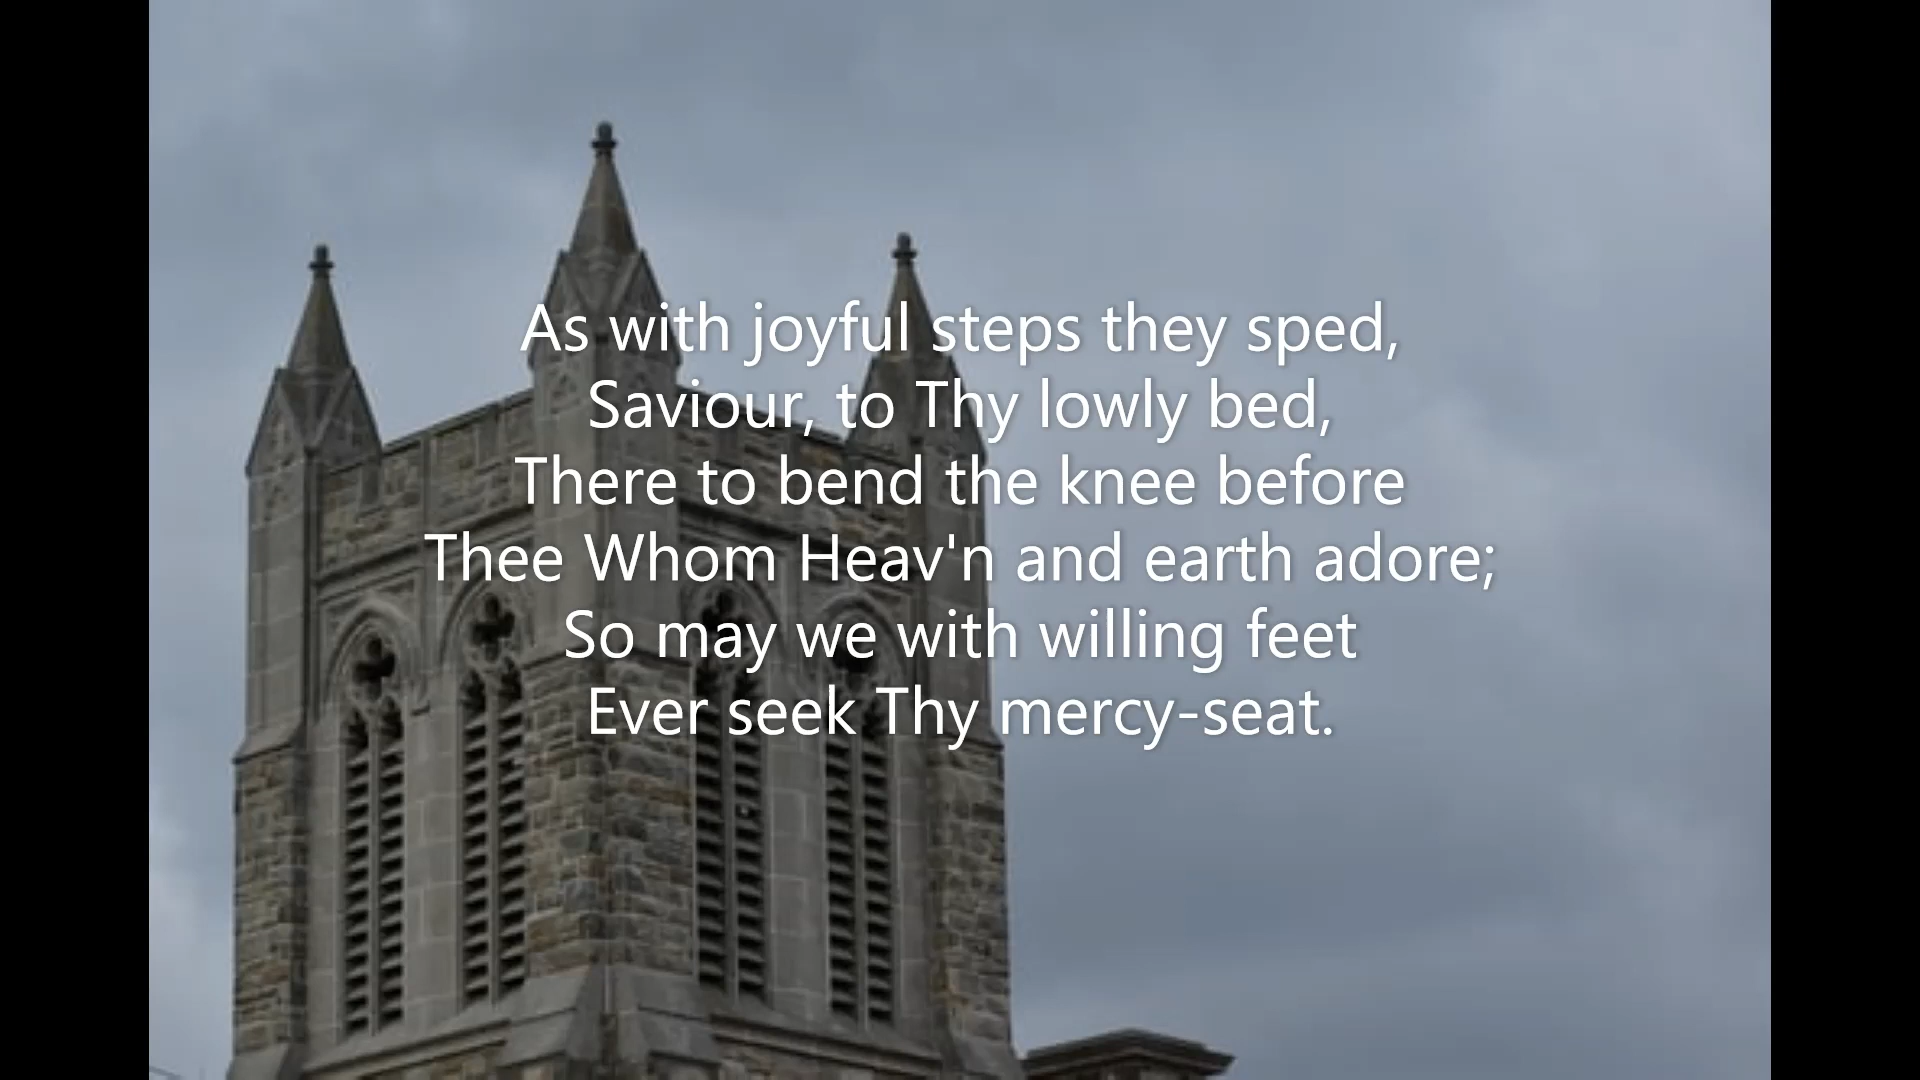 As with joyful steps they sped,
Saviour, to Thy lowly bed,
There to bend the knee before
Thee Whom Heav'n and earth adore;
So may we with willing feet
Ever seek Thy mercy-seat.